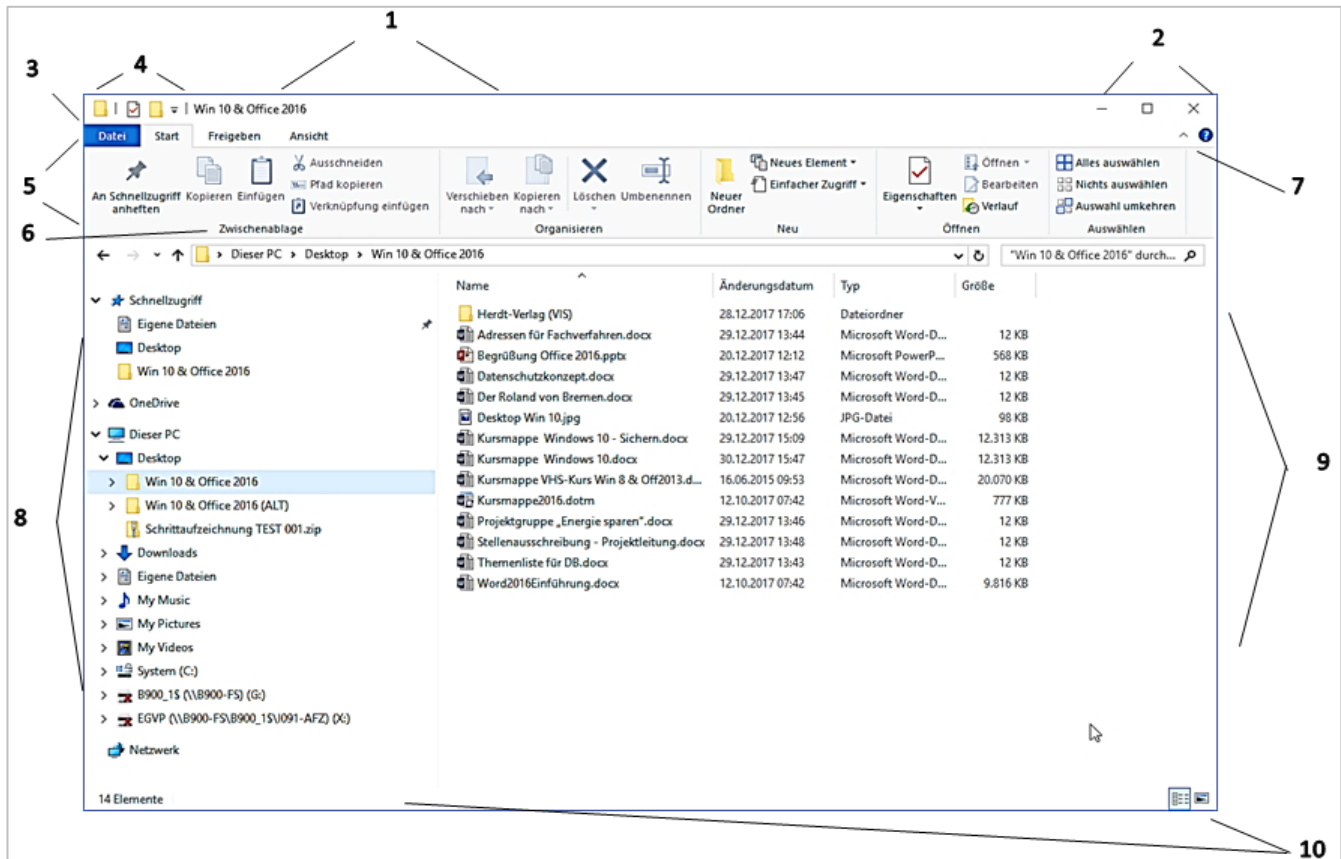 1
2
3
4
Win 10 & Office 2016
Datei Start Freigeben Ansicht
5
7
An Schnellzugriff anheften
Kopieren
Einfügen
Ausschneiden
Pfad kopieren
Verknüpfung einfügen
Verschieben nach
Kopieren nach
Löschen
Umbenennen
Neuer Ordner
Neues Element
Einfacher Zugriff
Eigenschaften
Öffnen
Bearbeiten
Verlauf
Alles auswählen
Nichts auswählen
Auswahl umkehren
6
Zwischenablage Organisieren Neu Öffnen Auswählen
Dieser PC > Desktop > Win 10 & Office 2016
"Win 10 & Office 2016" durch...
Schnellzugriff
Eigene Dateien
Desktop
Win 10 & Office 2016
OneDrive
Dieser PC
Desktop
Win 10 & Office 2016
Win 10 & Office 2016 (ALT)
Schrittaufzeichnung TEST 001.zip
Downloads
Eigene Dateien
My Music
My Pictures
My Videos
System (C:)
B900_1$ (\\B900-FS) (G:)
EGVP (\\B900-FS\B900_1$\I091-AFZ) (X:)
Netzwerk
8
Name Änderungsdatum Typ Größe
Herdt-Verlag (VIS) 28.12.2017 17:06 Dateiordner
Adressen für Fachverfahren.docx 29.12.2017 13:44 Microsoft Word-D... 12 KB
Begrüßung Office 2016.pptx 20.12.2017 12:12 Microsoft PowerP... 568 KB
Datenschutzkonzept.docx 29.12.2017 13:47 Microsoft Word-D... 12 KB
Der Roland von Bremen.docx 29.12.2017 13:45 Microsoft Word-D... 12 KB
Desktop Win 10.jpg 20.12.2017 12:56 JPG-Datei 98 KB
Kursmappe Windows 10 - Sichern.docx 29.12.2017 15:09 Microsoft Word-D... 12.313 KB
Kursmappe Windows 10.docx 30.12.2017 15:47 Microsoft Word-D... 12.313 KB
Kursmappe VHS-Kurs Win 8 & Off2013.d... 16.06.2015 09:53 Microsoft Word-D... 20.070 KB
Kursmappe2016.dotm 12.10.2017 07:42 Microsoft Word-V... 777 KB
Projektgruppe „Energie sparen".docx 29.12.2017 13:46 Microsoft Word-D... 12 KB
Stellenausschreibung - Projektleitung.docx 29.12.2017 13:48 Microsoft Word-D... 12 KB
Themenliste für DB.docx 29.12.2017 13:43 Microsoft Word-D... 12 KB
Word2016Einführung.docx 12.10.2017 07:42 Microsoft Word-D... 9.816 KB
9
14 Elemente
10